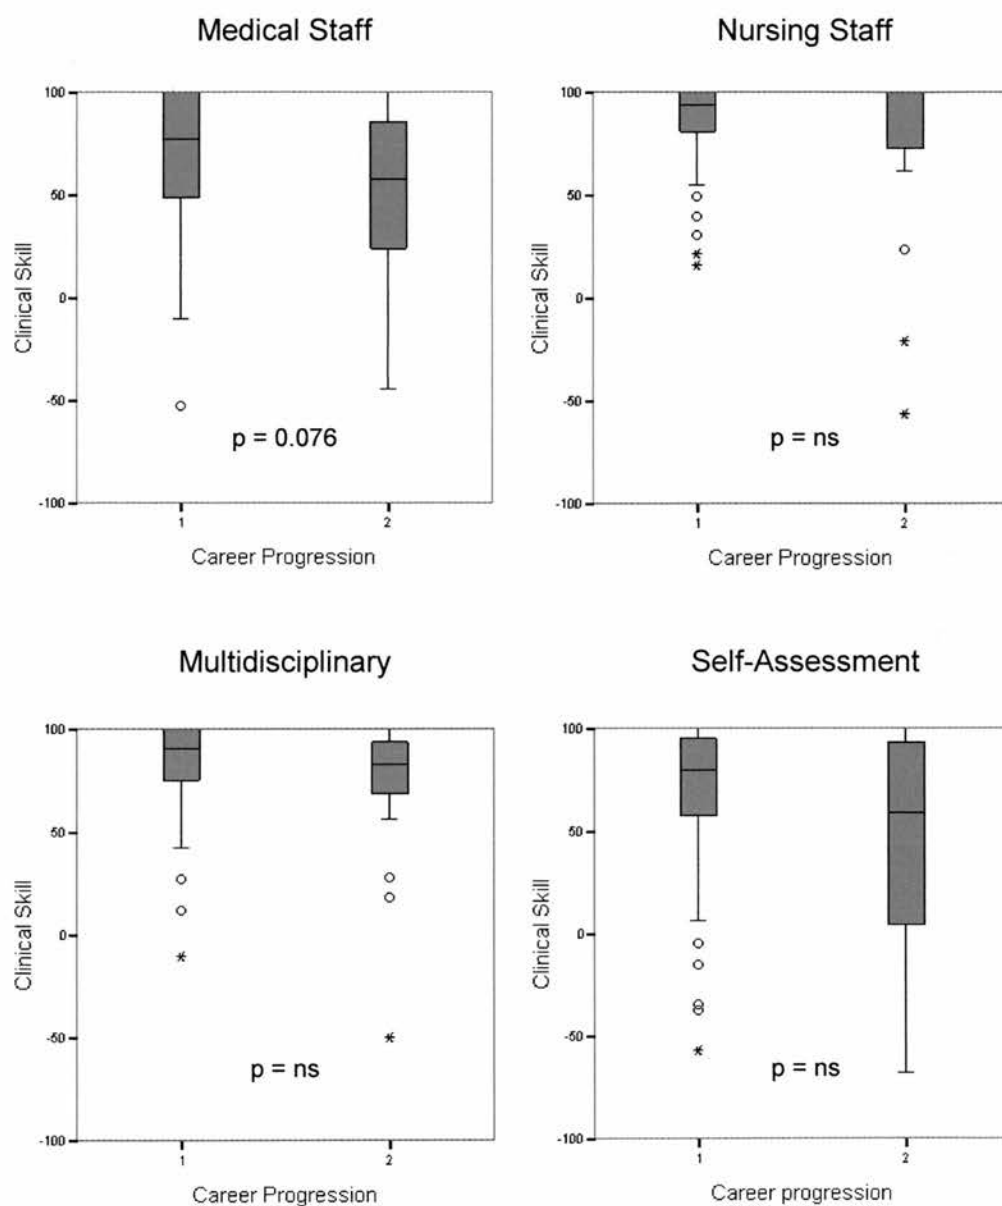 Medical Staff
100
50
0
-50
-100
Clinical Skill
p = 0.076
1 2
Career Progression
Nursing Staff
100
50
0
-50
-100
Clinical Skill
p = ns
1 2
Career Progression
Multidisciplinary
100
50
0
-50
-100
Clinical Skill
p = ns
1 2
Career Progression
Self-Assessment
100
50
0
-50
-100
Clinical Skill
p = ns
1 2
Career progression